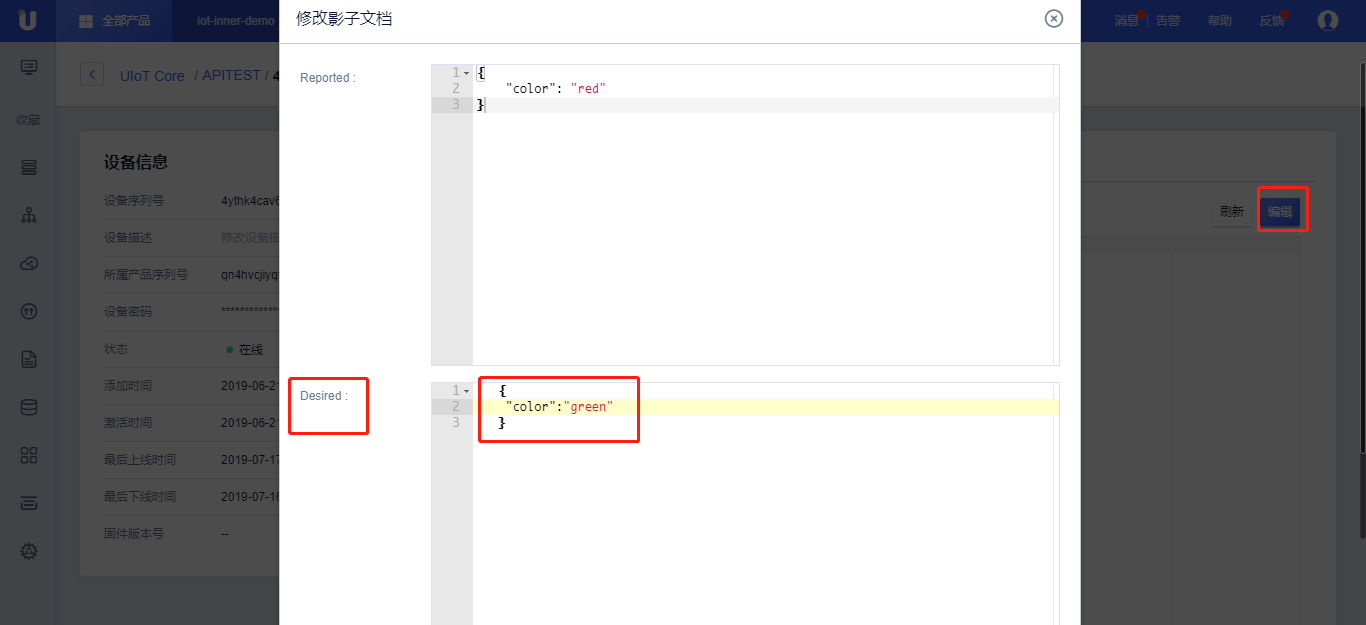 全部产品
iot-inner-demo
修改影子文档
消息
告警
帮助
反馈
UIoT Core / APITEST / 4
收藏
Reported :
1 {
2 "color": "red"
3 }
设备信息
设备序列号 4ythk4cav6
设备描述 修改设备描
所属产品序列号 qn4hvcjiyq
设备密码 *************
状态 在线
添加时间 2019-06-2
激活时间 2019-06-2
最后上线时间 2019-07-17
最后下线时间 2019-07-16
固件版本号 --
刷新
编辑
Desired :
1 {
2 "color":"green"
3 }